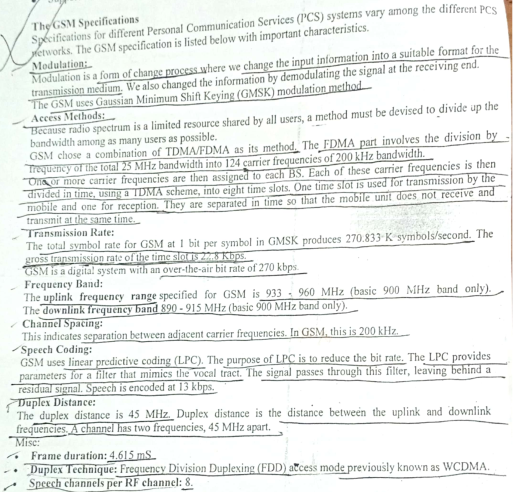 The GSM Specifications
Specifications for different Personal Communication Services (PCS) systems vary among the different PCS
networks. The GSM specification is listed below with important characteristics.
Modulation:
Modulation is a form of change process where we change the input information into a suitable format for the
transmission medium. We also changed the information by demodulating the signal at the receiving end.
The GSM uses Gaussian Minimum Shift Keying (GMSK) modulation method.
Access Methods:
Because radio spectrum is a limited resource shared by all users, a method must be devised to divide up the
bandwidth among as many users as possible.
GSM chose a combination of TDMA/FDMA as its method. The FDMA part involves the division by
frequency of the total 25 MHz bandwidth into 124 carrier frequencies of 200 kHz bandwidth.
One or more carrier frequencies are then assigned to each BS. Each of these carrier frequencies is then
divided in time, using a TDMA scheme, into eight time slots. One time slot is used for transmission by the
mobile and one for reception. They are separated in time so that the mobile unit does not receive and
transmit at the same time.
Transmission Rate:
The total symbol rate for GSM at 1 bit per symbol in GMSK produces 270.833 K symbols/second. The
gross transmission rate of the time slot is 22.8 Kbps.
GSM is a digital system with an over-the-air bit rate of 270 kbps.
Frequency Band:
The uplink frequency range specified for GSM is 933 - 960 MHz (basic 900 MHz band only).
The downlink frequency band 890 - 915 MHz (basic 900 MHz band only).
Channel Spacing:
This indicates separation between adjacent carrier frequencies. In GSM, this is 200 kHz.
Speech Coding:
GSM uses linear predictive coding (LPC). The purpose of LPC is to reduce the bit rate. The LPC provides
parameters for a filter that mimics the vocal tract. The signal passes through this filter, leaving behind a
residual signal. Speech is encoded at 13 kbps.
Duplex Distance:
The duplex distance is 45 MHz. Duplex distance is the distance between the uplink and downlink
frequencies. A channel has two frequencies, 45 MHz apart.
Misc:
• Frame duration: 4.615 mS
• Duplex Technique: Frequency Division Duplexing (FDD) access mode previously known as WCDMA.
• Speech channels per RF channel: 8.